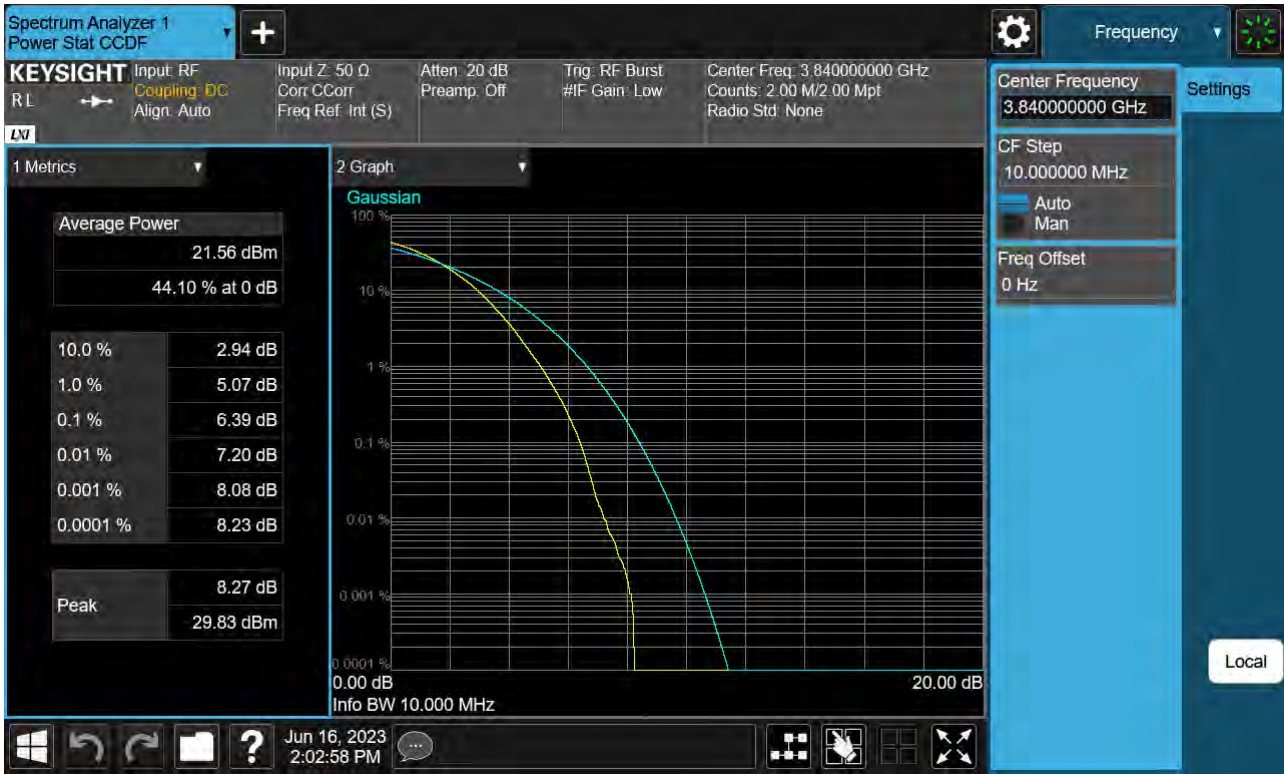 Spectrum Analyzer 1
Power Stat CCDF
+
Frequency
KEYSIGHT
RL
LXI
Input: RF
Coupling: DC
Align: Auto
Input Z: 50 Ω
Corr CCorr
Freq Ref: Int (S)
Atten: 20 dB
Preamp: Off
Trig: RF Burst
#IF Gain: Low
Center Freq: 3.840000000 GHz
Counts: 2.00 M/2.00 Mpt
Radio Std: None
Center Frequency
3.840000000 GHz
Settings
CF Step
10.000000 MHz
Auto
Man
Freq Offset
0 Hz
1 Metrics
Average Power
21.56 dBm
44.10 % at 0 dB
10.0 % 2.94 dB
1.0 % 5.07 dB
0.1 % 6.39 dB
0.01 % 7.20 dB
0.001 % 8.08 dB
0.0001 % 8.23 dB
Peak
8.27 dB
29.83 dBm
2 Graph
Gaussian
100 %
10 %
1 %
0.1 %
0.01 %
0.001 %
0.0001 %
0.00 dB 20.00 dB
Info BW 10.000 MHz
Local
?
Jun 16, 2023
2:02:58 PM